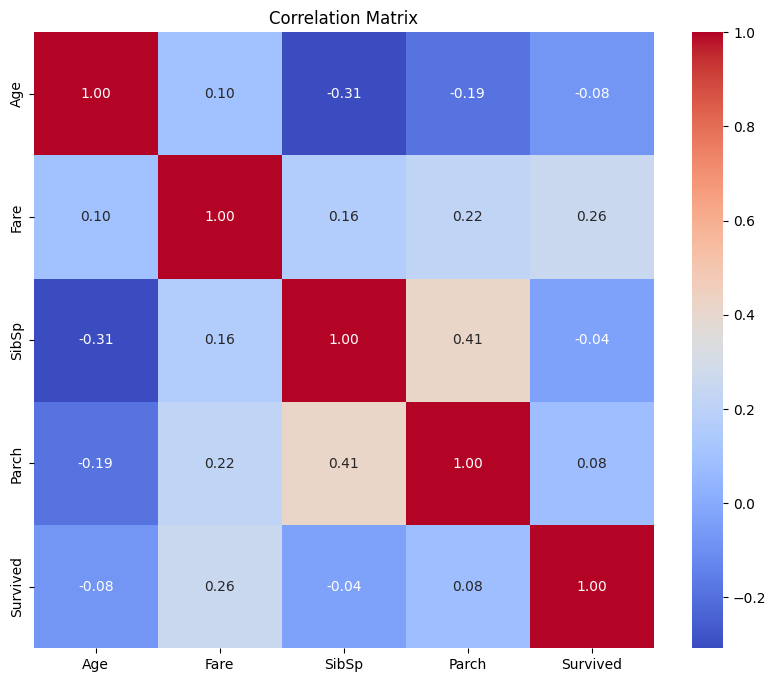 Correlation Matrix
Age 1.00 0.10 -0.31 -0.19 -0.08
Fare 0.10 1.00 0.16 0.22 0.26
SibSp -0.31 0.16 1.00 0.41 -0.04
Parch -0.19 0.22 0.41 1.00 0.08
Survived -0.08 0.26 -0.04 0.08 1.00
Age Fare SibSp Parch Survived
1.0
0.8
0.6
0.4
0.2
0.0
−0.2